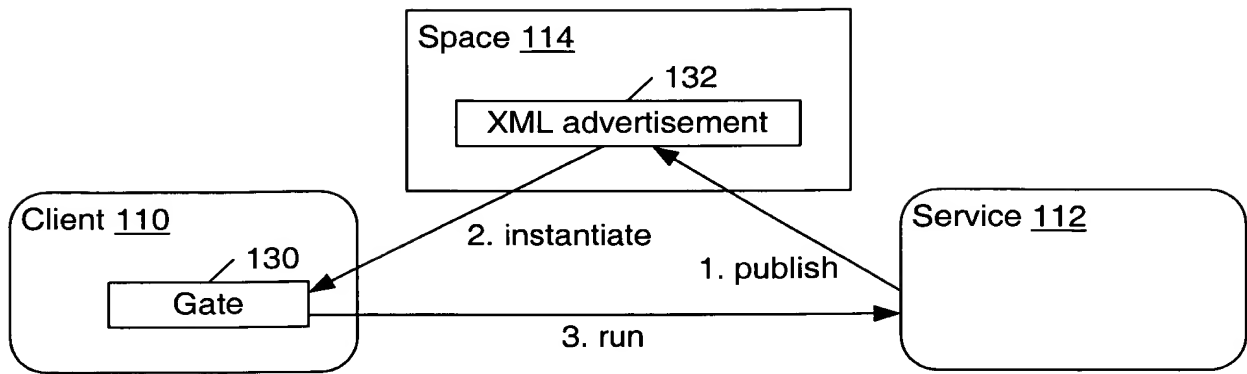 Space 114
132
XML advertisement
Client 110
2. instantiate
Service 112
130
1. publish
Gate
3. run